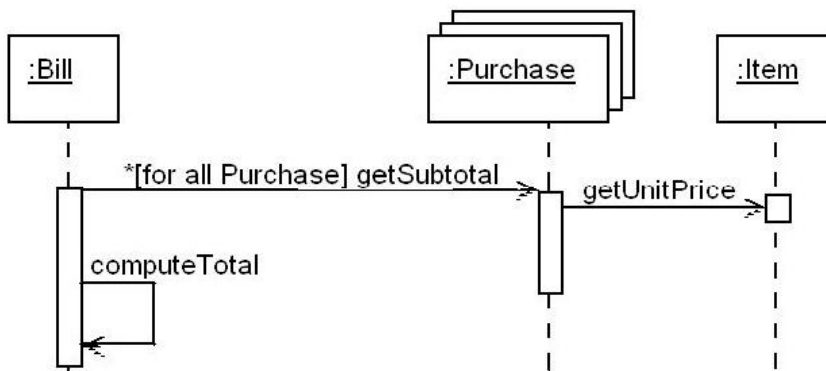 :Bill
:Purchase
:Item
*[for all Purchase] getSubtotal
getUnitPrice
computeTotal